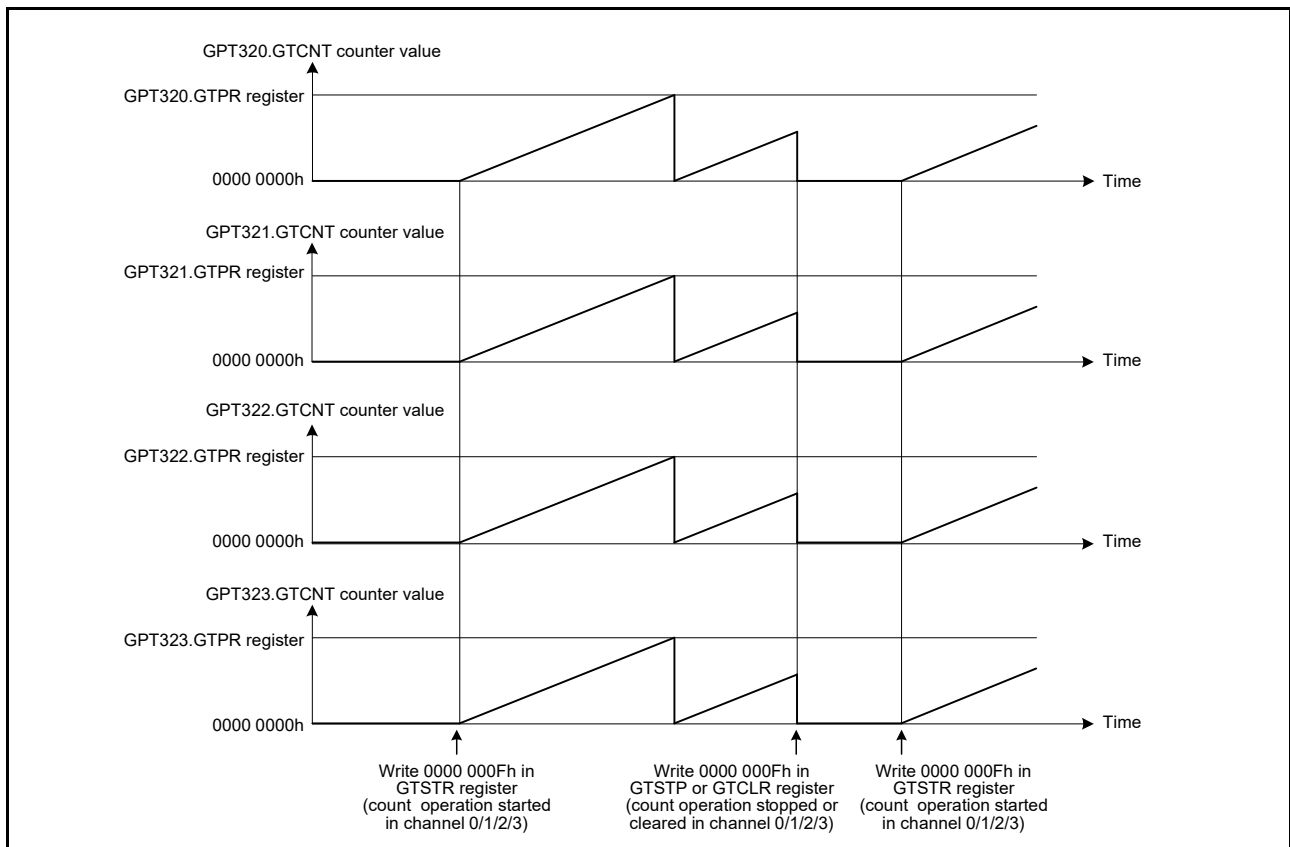 GPT320.GTCNT counter value
GPT320.GTPR register
0000 0000h
Time
GPT321.GTCNT counter value
GPT321.GTPR register
0000 0000h
Time
GPT322.GTCNT counter value
GPT322.GTPR register
0000 0000h
Time
GPT323.GTCNT counter value
GPT323.GTPR register
0000 0000h
Time
Write 0000 000Fh in
GTSTR register
(count operation started
in channel 0/1/2/3)
Write 0000 000Fh in
GTSTP or GTCLR register
(count operation stopped or
cleared in channel 0/1/2/3)
Write 0000 000Fh in
GTSTR register
(count operation started
in channel 0/1/2/3)